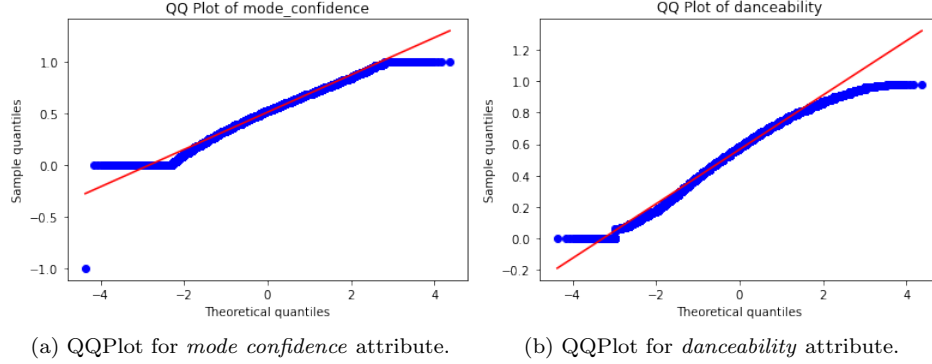 QQ Plot of mode_confidence
Sample quantiles
1.0
0.5
0.0
−0.5
−1.0
−4 −2 0 2 4
Theoretical quantiles
(a) QQPlot for mode confidence attribute.
QQ Plot of danceability
Sample quantiles
1.2
1.0
0.8
0.6
0.4
0.2
0.0
−0.2
−4 −2 0 2 4
Theoretical quantiles
(b) QQPlot for danceability attribute.